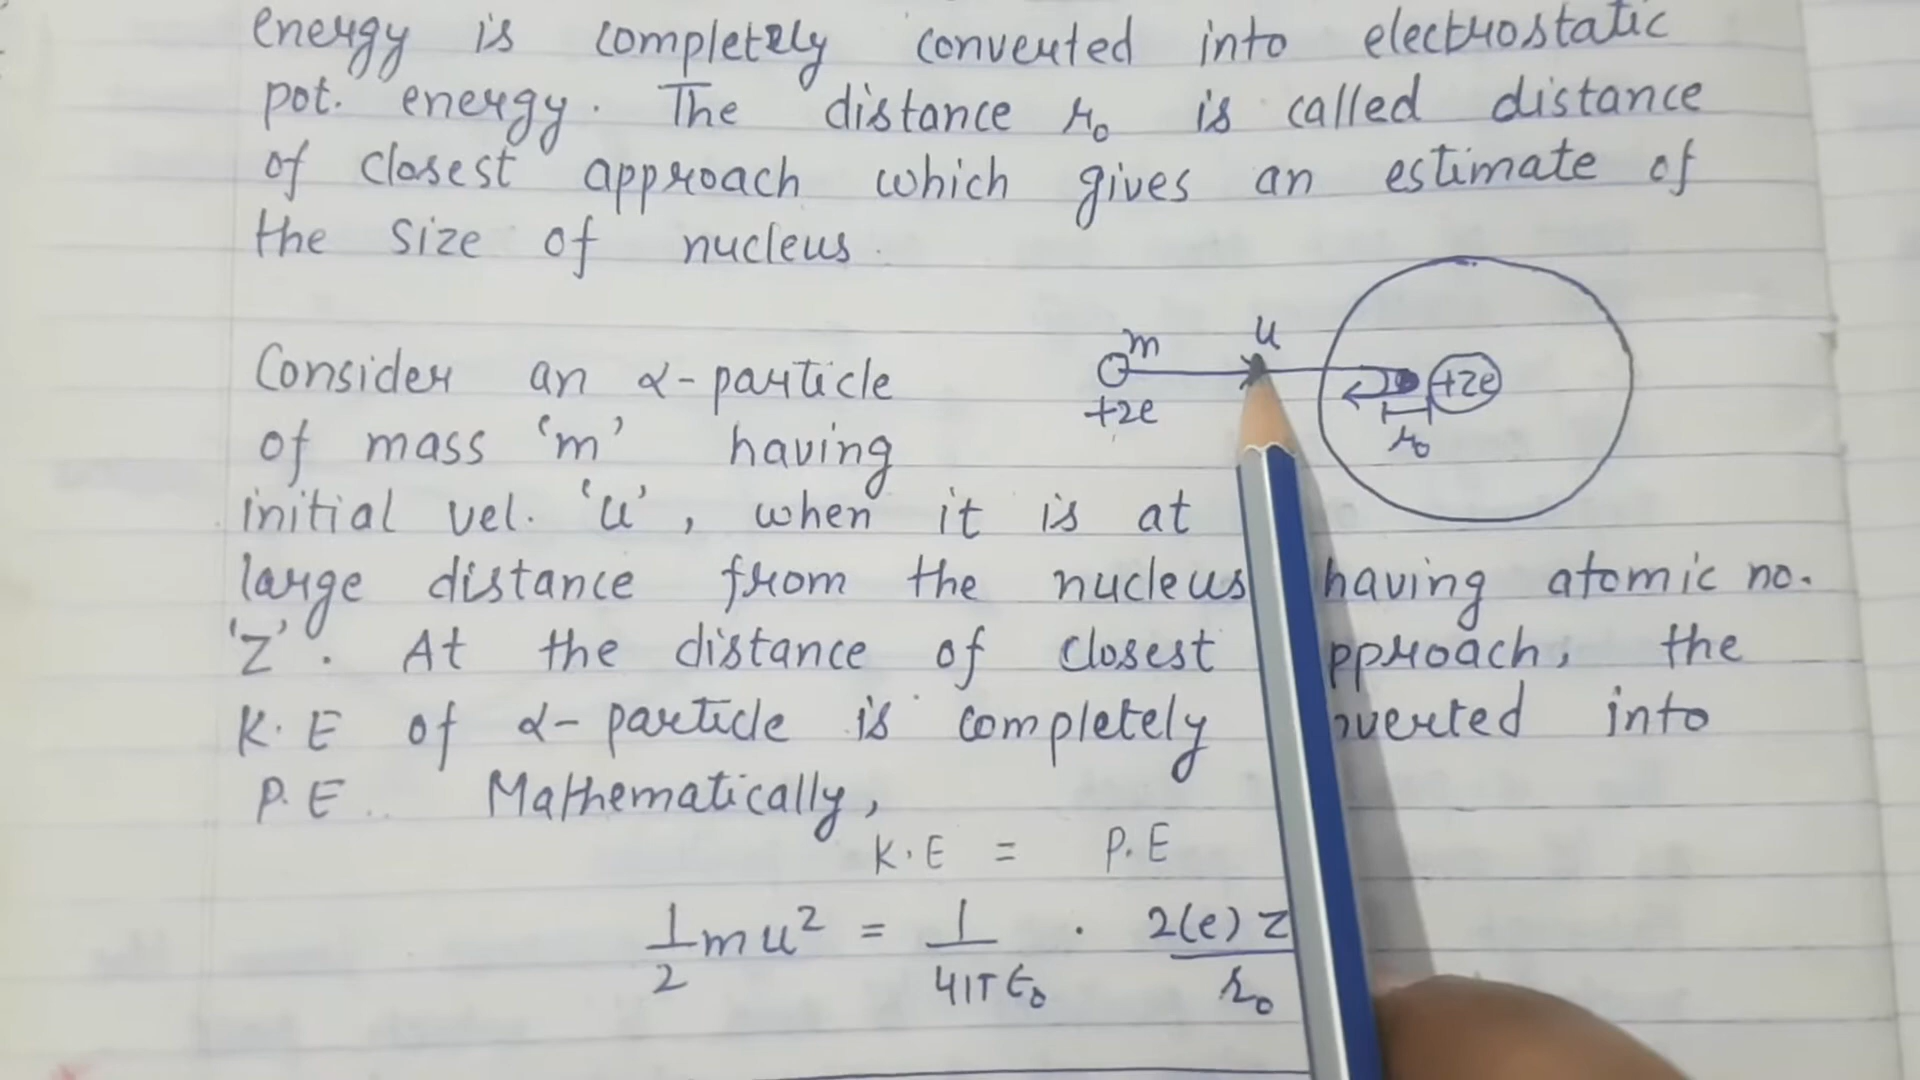 energy is completely converted into electrostatic
pot. energy. The distance r₀ is called distance
of closest approach which gives an estimate of
the size of nucleus.
m u
+2e
+Ze
r₀
Consider an α-particle
of mass 'm' having
initial vel. 'u', when it is at
large distance from the nucleus having atomic no.
'Z'. At the distance of closest pproach, the
K.E of α-particle is completely verted into
P.E. Mathematically,
K.E = P.E
1/2 mu² = 1/4πε₀ · 2(e) Z/r₀